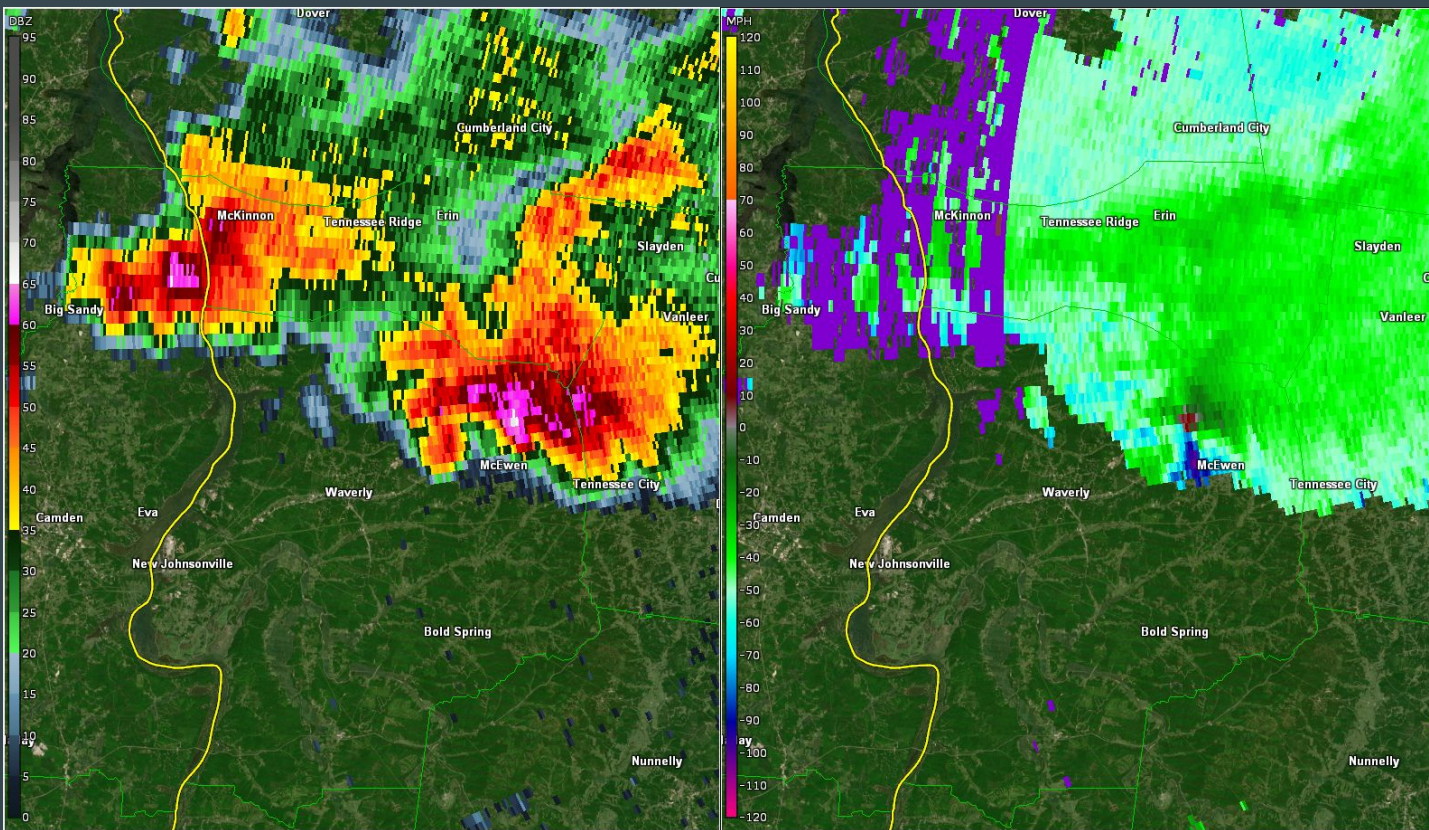 DBZ
95
90
85
80
75
70
65
60
55
50
45
40
35
30
25
20
15
10
5
0
Dover
Cumberland City
McKinnon
Tennessee Ridge
Erin
Slayden
Cu
Big Sandy
Vanleer
McEwen
Tennessee City
Waverly
Camden
Eva
New Johnsonville
Bold Spring
Nunnelly
MPH
120
110
100
90
80
70
60
50
40
30
20
10
0
-10
-20
-30
-40
-50
-60
-70
-80
-90
-100
-110
-120
Dover
Cumberland City
McKinnon
Tennessee Ridge
Erin
Slayden
Big Sandy
Vanleer
McEwen
Tennessee City
Waverly
Camden
Eva
New Johnsonville
Bold Spring
ay
Nunnelly